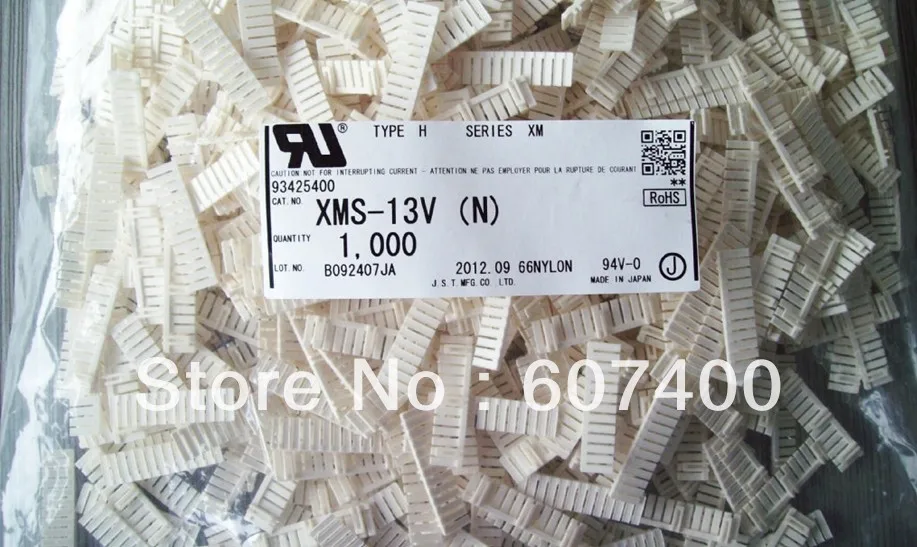 RU® TYPE H SERIES XM
CAUTION NOT FOR INTERRUPTING CURRENT - ATTENTION NE PAS EMPLOYER POUR LA RUPTURE DE COURANT
93425400 **
CAT. NO. XMS-13V (N) RoHS
QUANTITY 1,000
LOT. NO. B092407JA 2012.09 66NYLON 94V-0 J
J.S.T.MFG.CO.LTD. MADE IN JAPAN
Store No : 607400